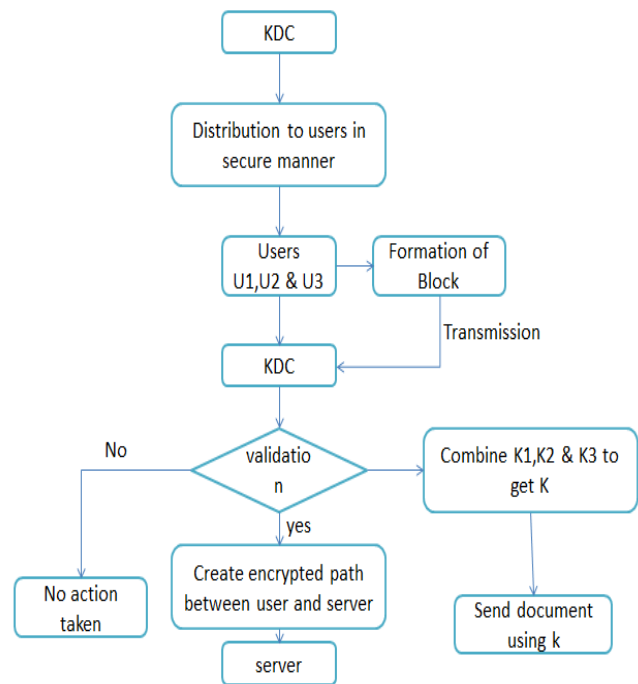 KDC
Distribution to users in
secure manner
Users
U1,U2 & U3
Formation of
Block
Transmission
KDC
No
validatio
n
Combine K1,K2 & K3 to
get K
yes
Create encrypted path
between user and server
No action
taken
Send document
using k
server